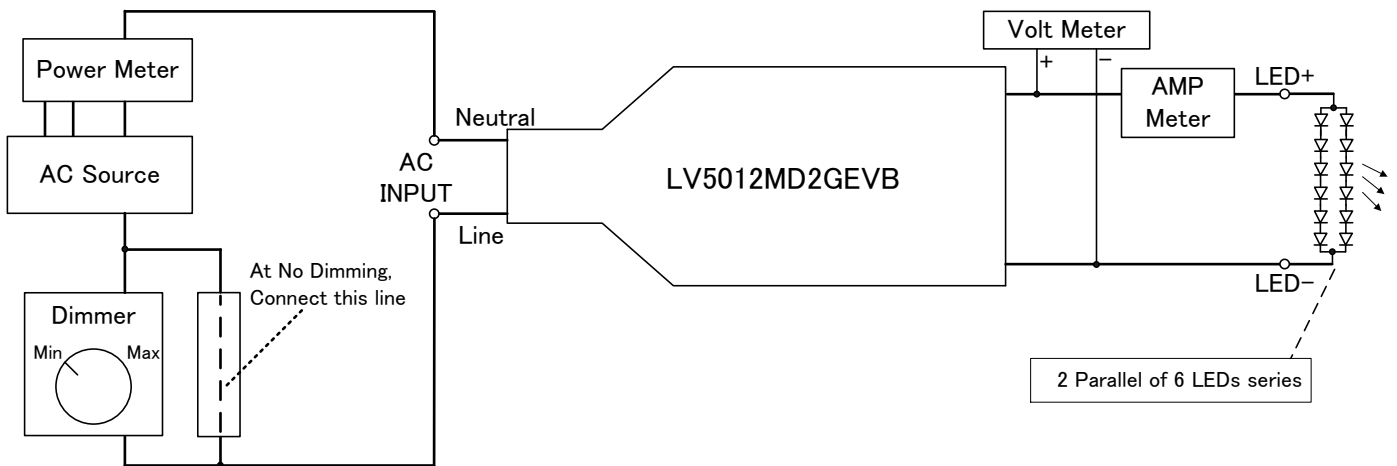 Power Meter
AC Source
Dimmer
Min
Max
At No Dimming,
Connect this line
Neutral
AC
INPUT
Line
LV5012MD2GEVB
Volt Meter
+
−
AMP
Meter
LED+
LED−
2 Parallel of 6 LEDs series